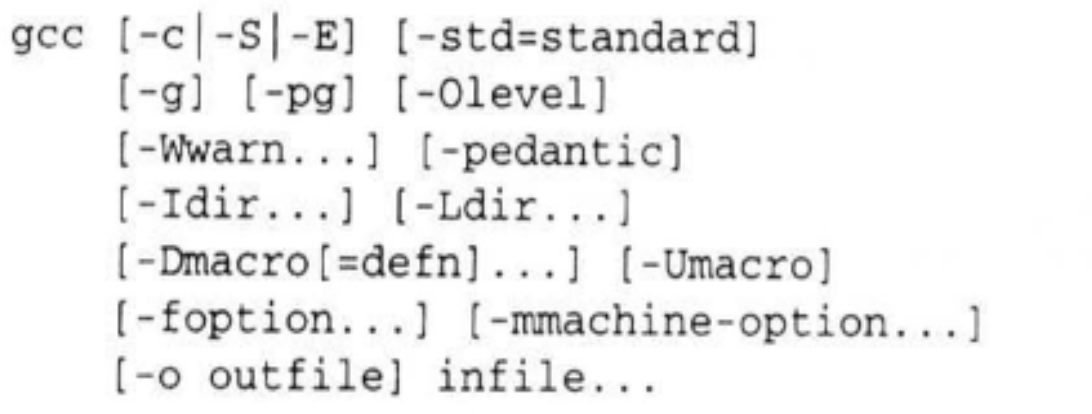 gcc [-c|-S|-E] [-std=standard]
[-g] [-pg] [-Olevel]
[-Wwarn...] [-pedantic]
[-Idir...] [-Ldir...]
[-Dmacro[=defn]...] [-Umacro]
[-foption...] [-mmachine-option...]
[-o outfile] infile...